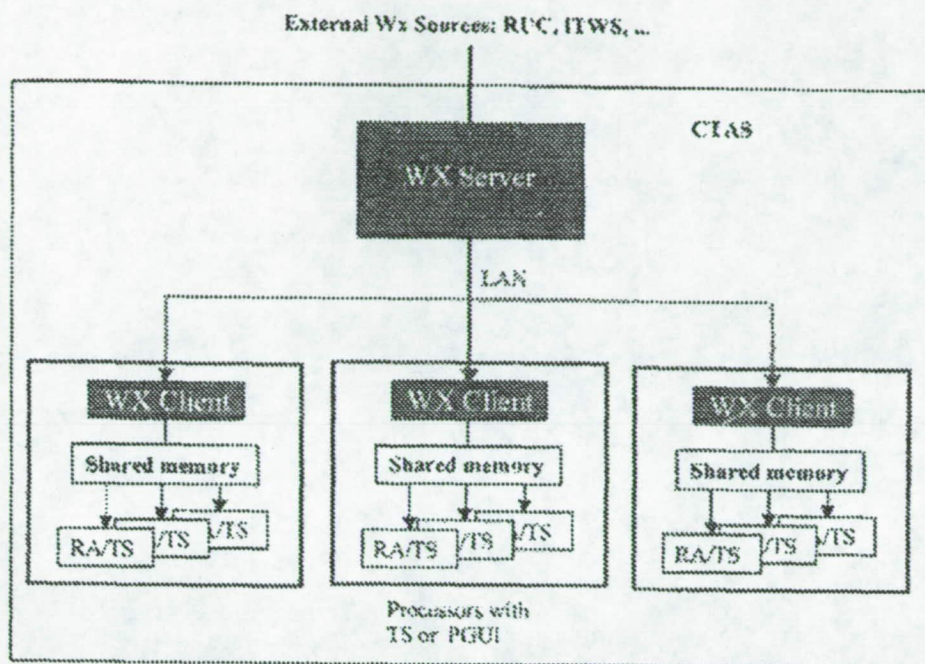 External Wx Sources: RUC, ITWS, ...
CTAS
WX Server
LAN
WX Client
WX Client
WX Client
Shared memory
Shared memory
Shared memory
RA/TS
/TS
/TS
RA/TS
/TS
/TS
RA/TS
/TS
/TS
Processors with
TS or PGUI